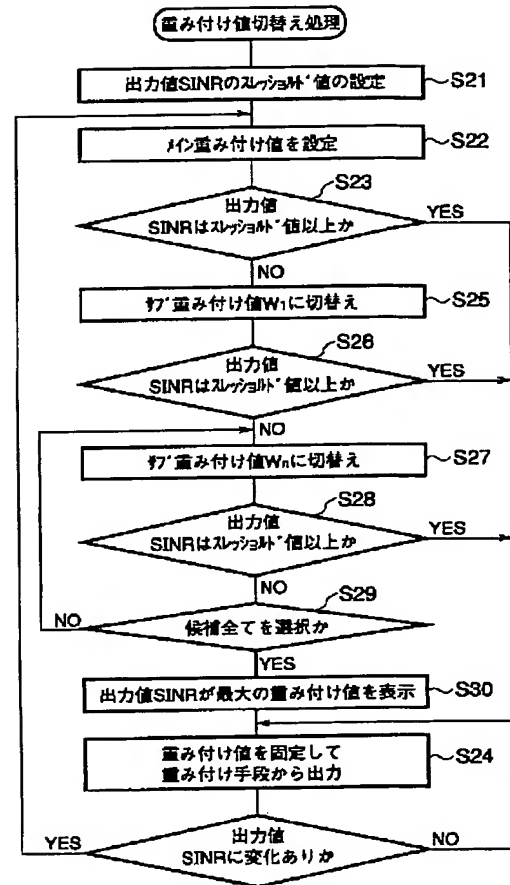 重み付け値切替え処理
出力値SINRのスレッショルド値の設定
S21
メイン重み付け値を設定
S22
S23
出力値
SINRはスレッショルド値以上か
YES
NO
サブ重み付け値W1に切替え
S25
S26
出力値
SINRはスレッショルド値以上か
YES
NO
サブ重み付け値Wnに切替え
S27
S28
出力値
SINRはスレッショルド値以上か
YES
NO
S29
NO
候補全てを選択か
YES
出力値SINRが最大の重み付け値を表示
S30
重み付け値を固定して
重み付け手段から出力
S24
YES
出力値
SINRに変化ありか
NO